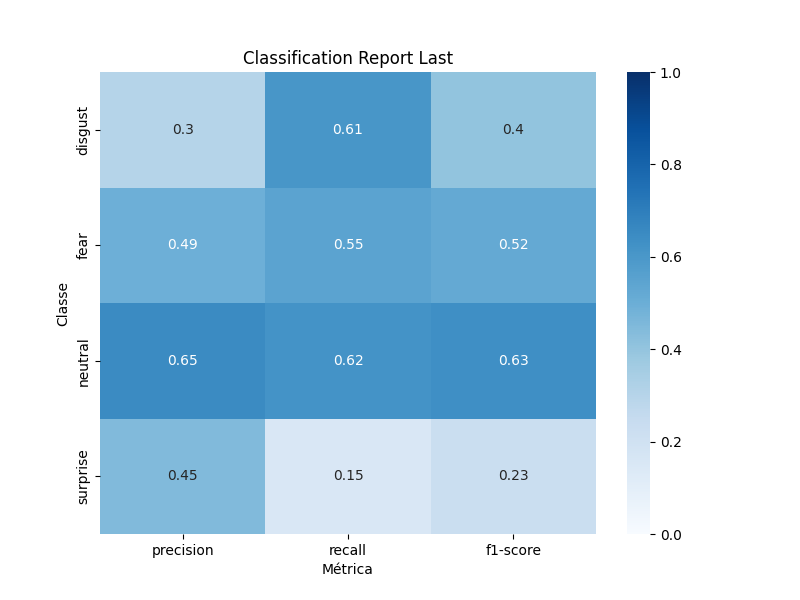 Classification Report Last
Classe
disgust 0.3 0.61 0.4
fear 0.49 0.55 0.52
neutral 0.65 0.62 0.63
surprise 0.45 0.15 0.23
precision recall f1-score
Métrica
1.0
0.8
0.6
0.4
0.2
0.0